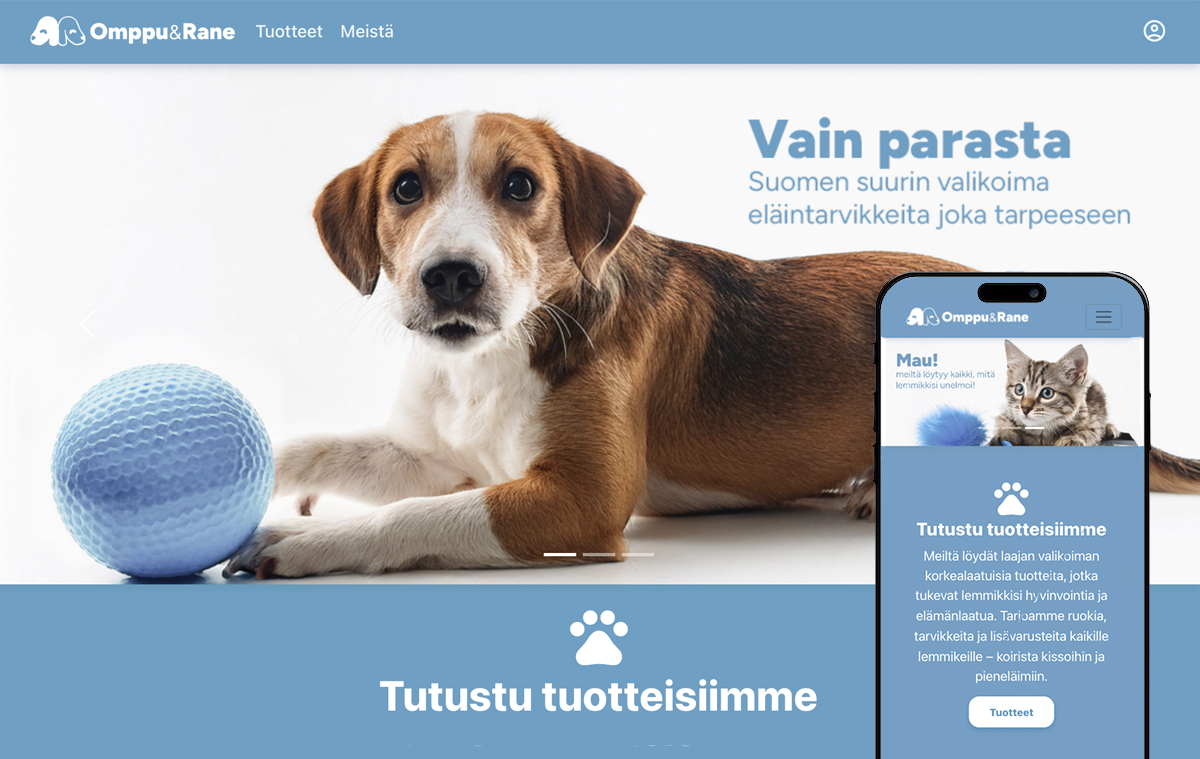 Omppu&Rane Tuotteet Meistä
Vain parasta
Suomen suurin valikoima
eläintarvikkeita joka tarpeeseen
Tutustu tuotteisiimme
Omppu&Rane
Mau!
meiltä löytyy kaikki, mitä
lemmikkisi unelmoi!
Tutustu tuotteisiimme
Meiltä löydät laajan valikoiman
korkealaatuisia tuotteita, jotka
tukevat lemmikkisi hyvinvointia ja
elämänlaatua. Tarjoamme ruokia,
tarvikkeita ja lisävarusteita kaikille
lemmikeille – koirista kissoihin ja
pieneläimiin.
Tuotteet